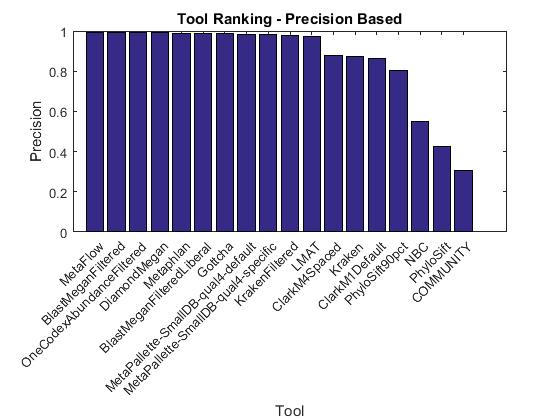 Tool Ranking - Precision Based
1
0.8
0.6
0.4
0.2
0
Precision
MetaFlow
BlastMeganFiltered
OneCodexAbundanceFiltered
DiamondMegan
Metaphlan
BlastMeganFilteredLiberal
Gottcha
MetaPallette-SmallDB-qual4-default
MetaPallette-SmallDB-qual4-specific
KrakenFiltered
LMAT
ClarkM4Spaced
Kraken
ClarkM1Default
PhyloSift90pct
NBC
PhyloSift
COMMUNITY
Tool